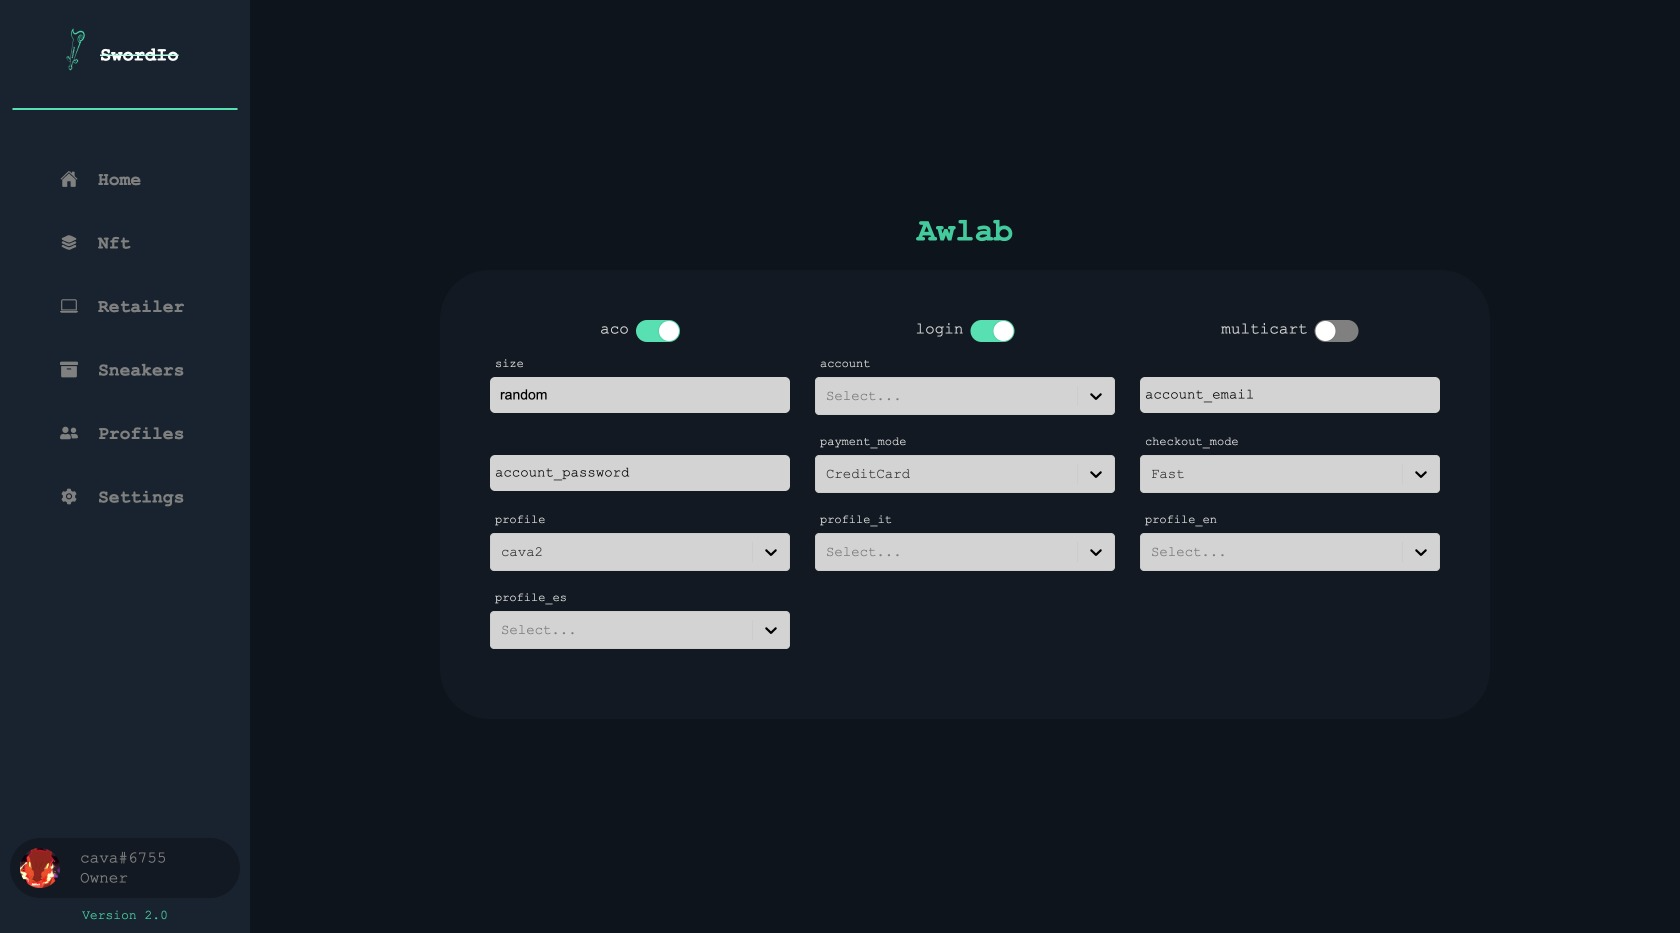 SwordIo
Home
Nft
Retailer
Sneakers
Profiles
Settings
cava#6755
Owner
Version 2.0
Awlab
aco
login
multicart
size
random
account
Select...
account_email
account_password
payment_mode
CreditCard
checkout_mode
Fast
profile
cava2
profile_it
Select...
profile_en
Select...
profile_es
Select...